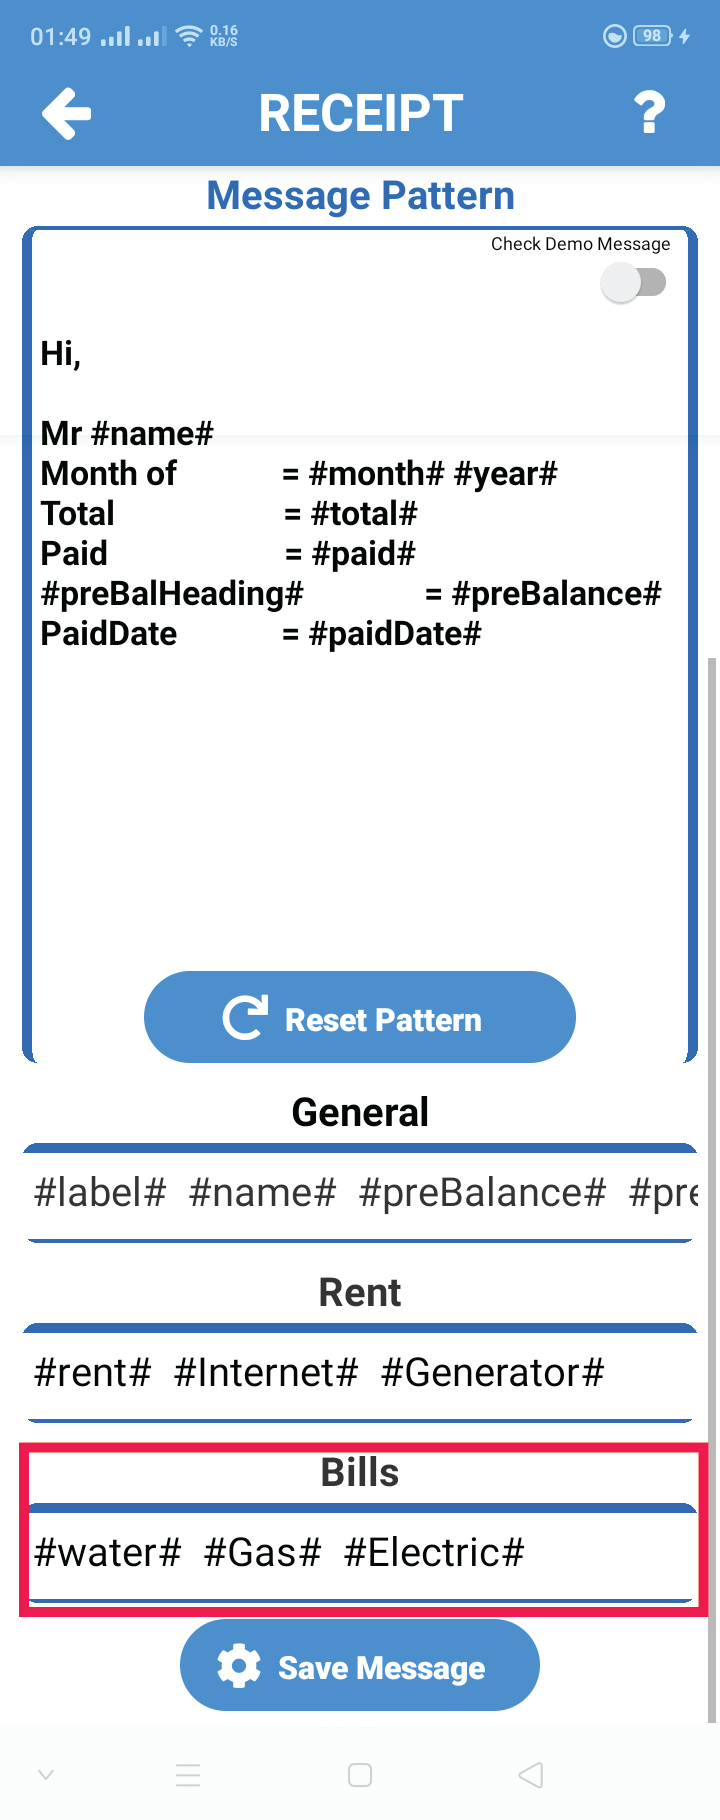 01:49 0.16 KB/S 98
RECEIPT ?
Message Pattern
Check Demo Message
Hi,
Mr #name#
Month of = #month# #year#
Total = #total#
Paid = #paid#
#preBalHeading# = #preBalance#
PaidDate = #paidDate#
Reset Pattern
General
#label# #name# #preBalance# #pre
Rent
#rent# #Internet# #Generator#
Bills
#water# #Gas# #Electric#
Save Message